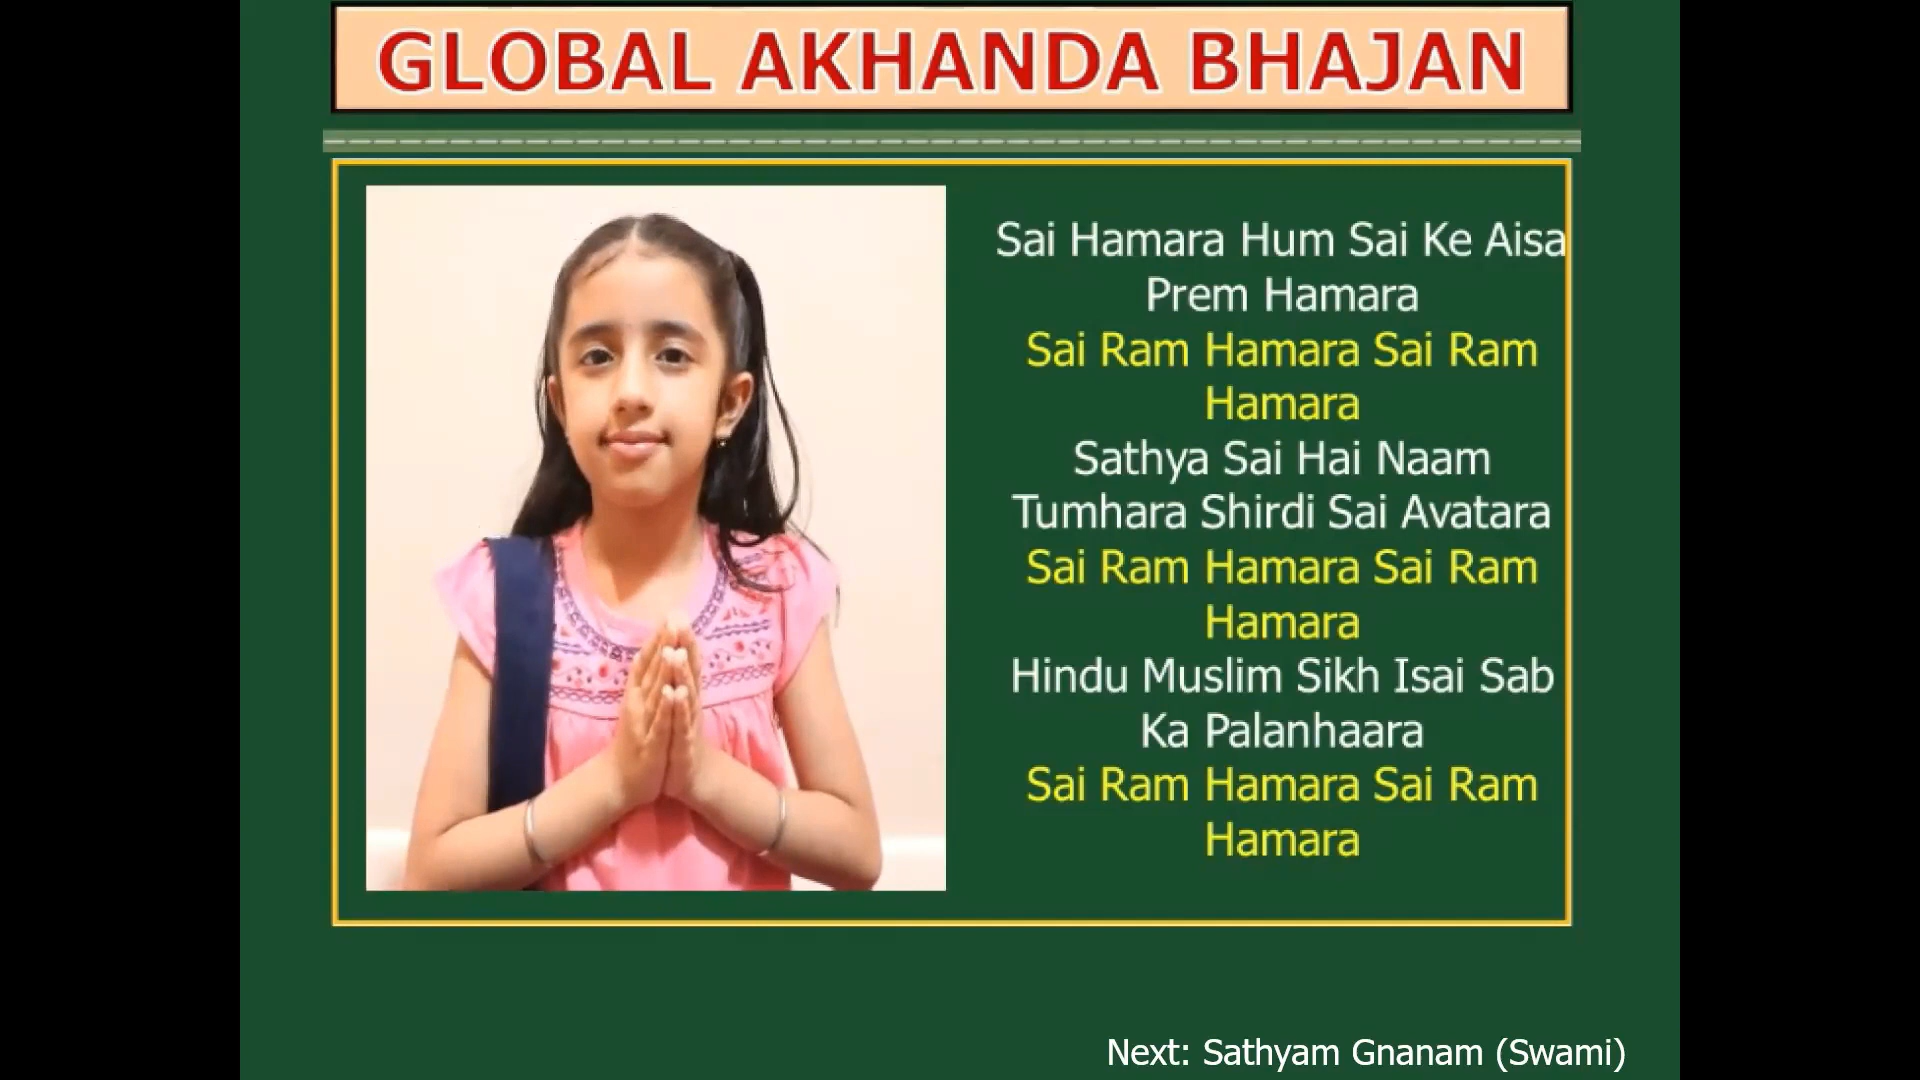 GLOBAL AKHANDA BHAJAN
Sai Hamara Hum Sai Ke Aisa
Prem Hamara
Sai Ram Hamara Sai Ram
Hamara
Sathya Sai Hai Naam
Tumhara Shirdi Sai Avatara
Sai Ram Hamara Sai Ram
Hamara
Hindu Muslim Sikh Isai Sab
Ka Palanhaara
Sai Ram Hamara Sai Ram
Hamara
Next: Sathyam Gnanam (Swami)